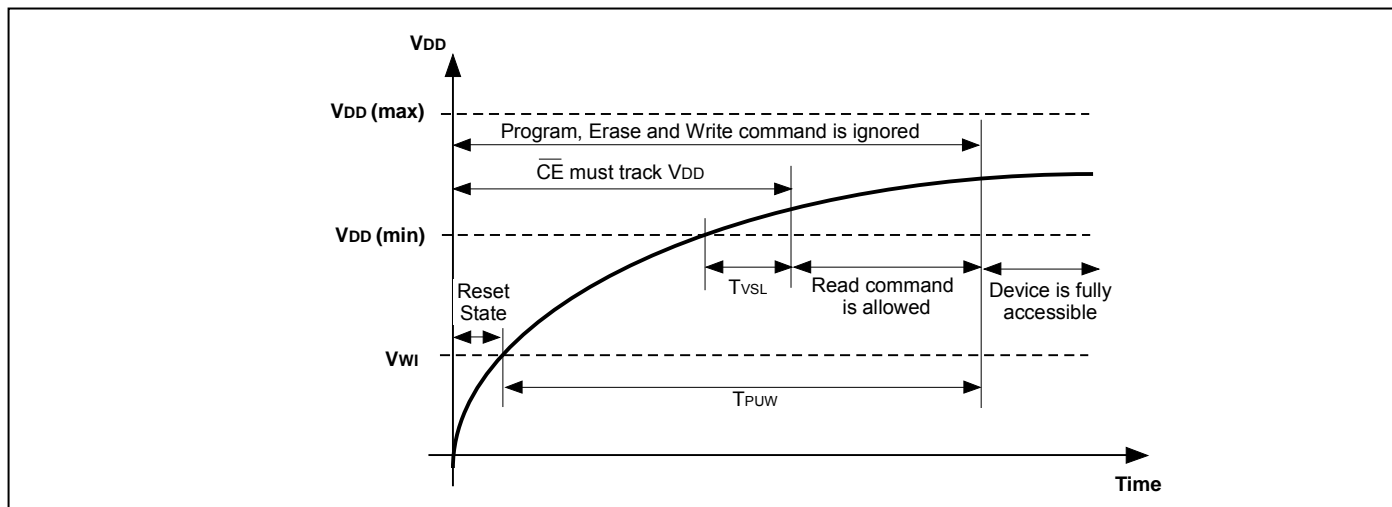 VDD
VDD (max)
Program, Erase and Write command is ignored
CE must track VDD
VDD (min)
TVSL
Read command
is allowed
Device is fully
accessible
Reset
State
VWI
TPUW
Time